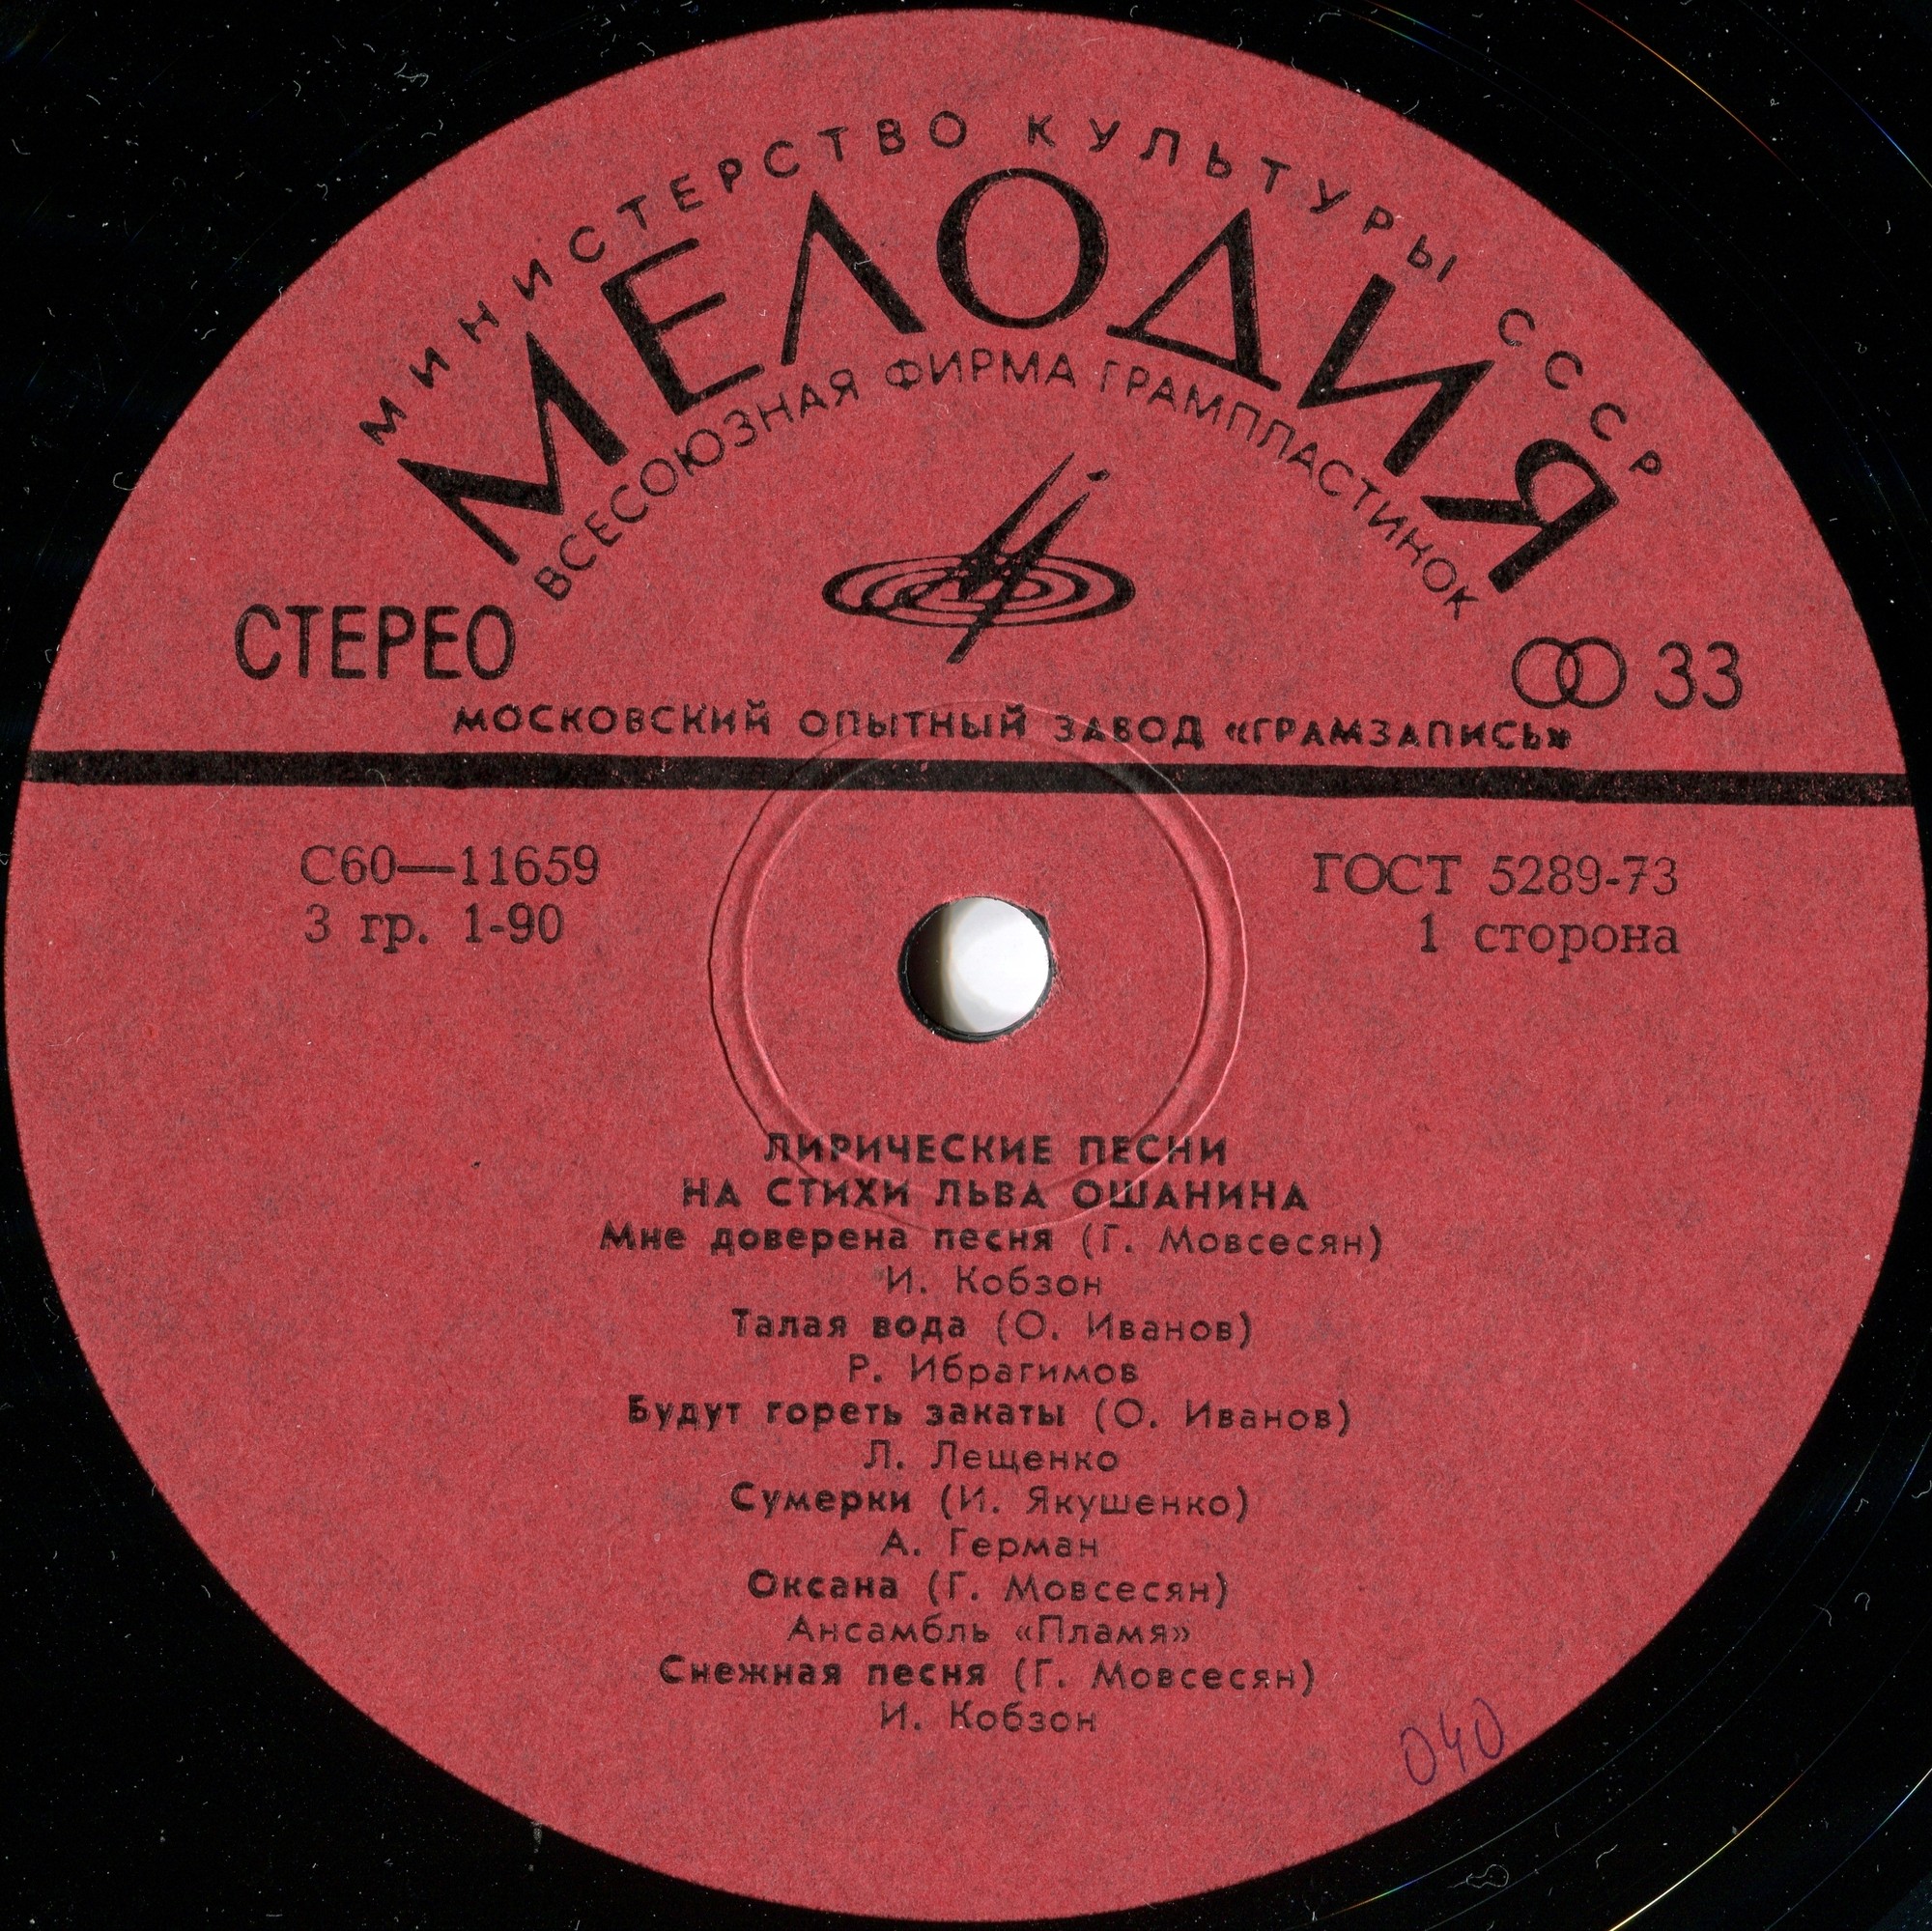 МИНИСТЕРСТВО КУЛЬТУРЫ СССР
МЕЛОДИЯ
ВСЕСОЮЗНАЯ ФИРМА ГРАМПЛАСТИНОК
СТЕРЕО
33
МОСКОВСКИЙ ОПЫТНЫЙ ЗАВОД «ГРАМЗАПИСЬ»
С60—11659
ГОСТ 5289-73
3 гр. 1-90
1 сторона
ЛИРИЧЕСКИЕ ПЕСНИ
НА СТИХИ ЛЬВА ОШАНИНА
Мне доверена песня (Г. Мовсесян)
И. Кобзон
Талая вода (О. Иванов)
Р. Ибрагимов
Будут гореть закаты (О. Иванов)
Л. Лещенко
Сумерки (И. Якушенко)
А. Герман
Оксана (Г. Мовсесян)
Ансамбль «Пламя»
Снежная песня (Г. Мовсесян)
И. Кобзон
040